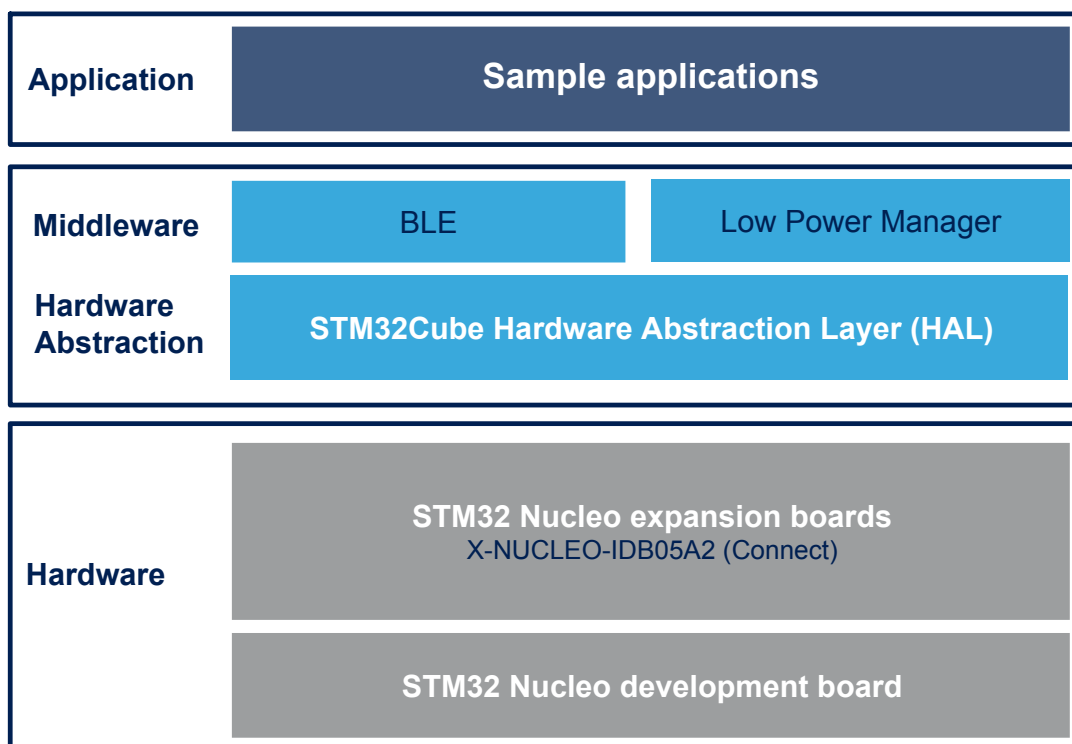 Application
Sample applications
Middleware
BLE
Low Power Manager
Hardware
Abstraction
STM32Cube Hardware Abstraction Layer (HAL)
Hardware
STM32 Nucleo expansion boards
X-NUCLEO-IDB05A2 (Connect)
STM32 Nucleo development board